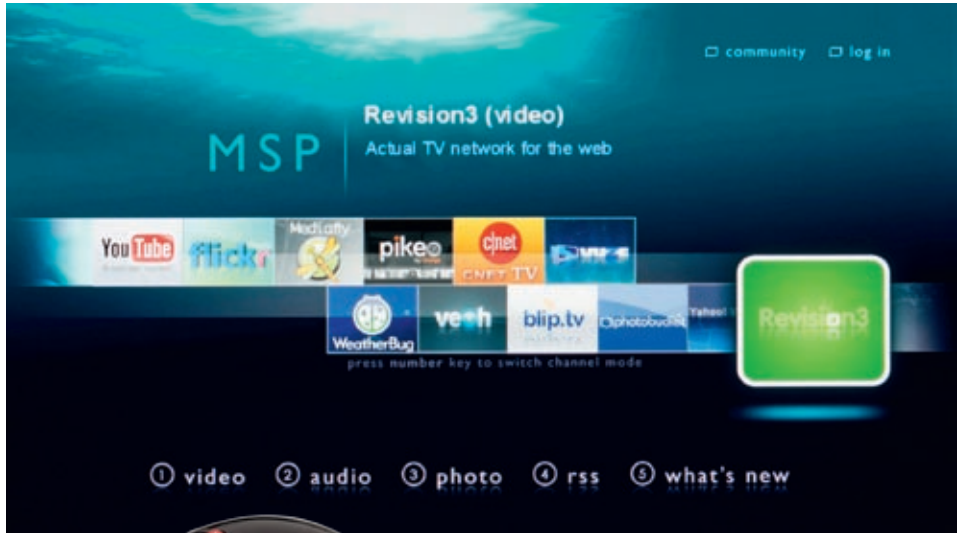 community log in
Revision3 (video)
MSP
Actual TV network for the web
YouTube flickr Mediafly pikeo cnet
CNET TV
WeatherBug veoh blip.tv photobucket Yahoo! Revision3
press number key to switch channel mode
1 video 2 audio 3 photo 4 rss 5 what's new